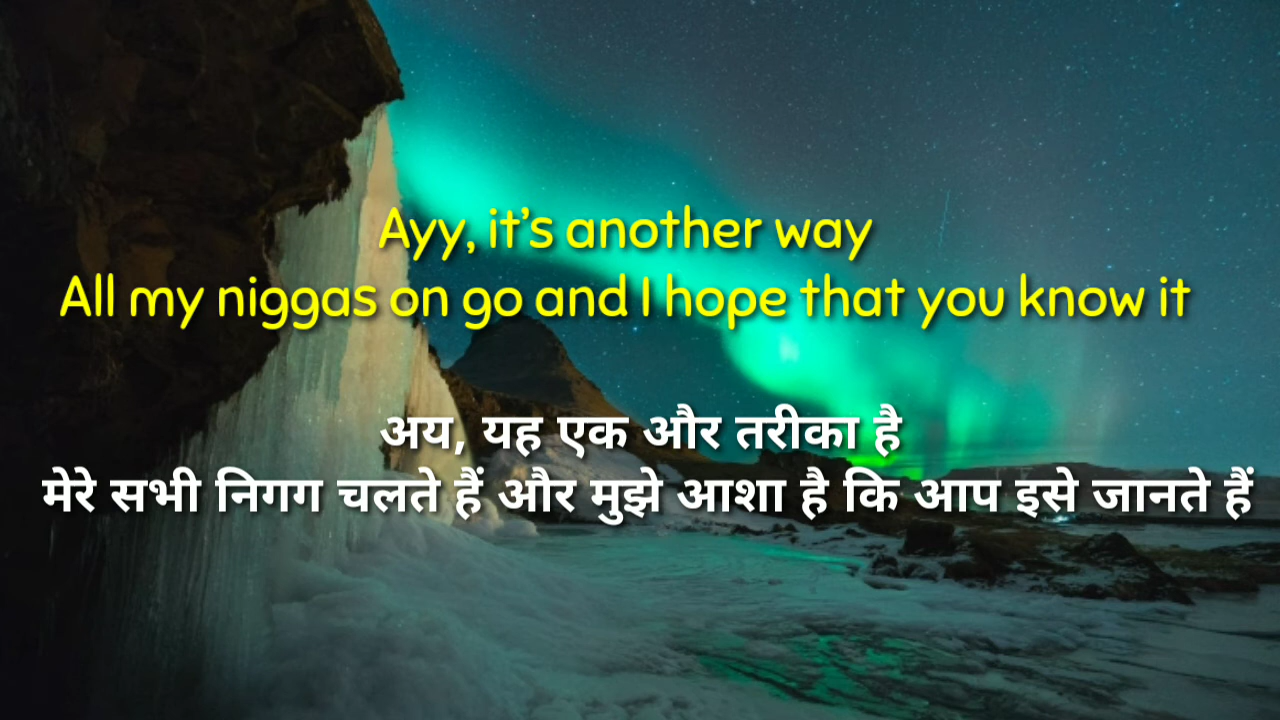 Ayy, it’s another way
All my niggas on go and I hope that you know it
अय, यह एक और तरीका है
मेरे सभी निगग चलते हैं और मुझे आशा है कि आप इसे जानते हैं